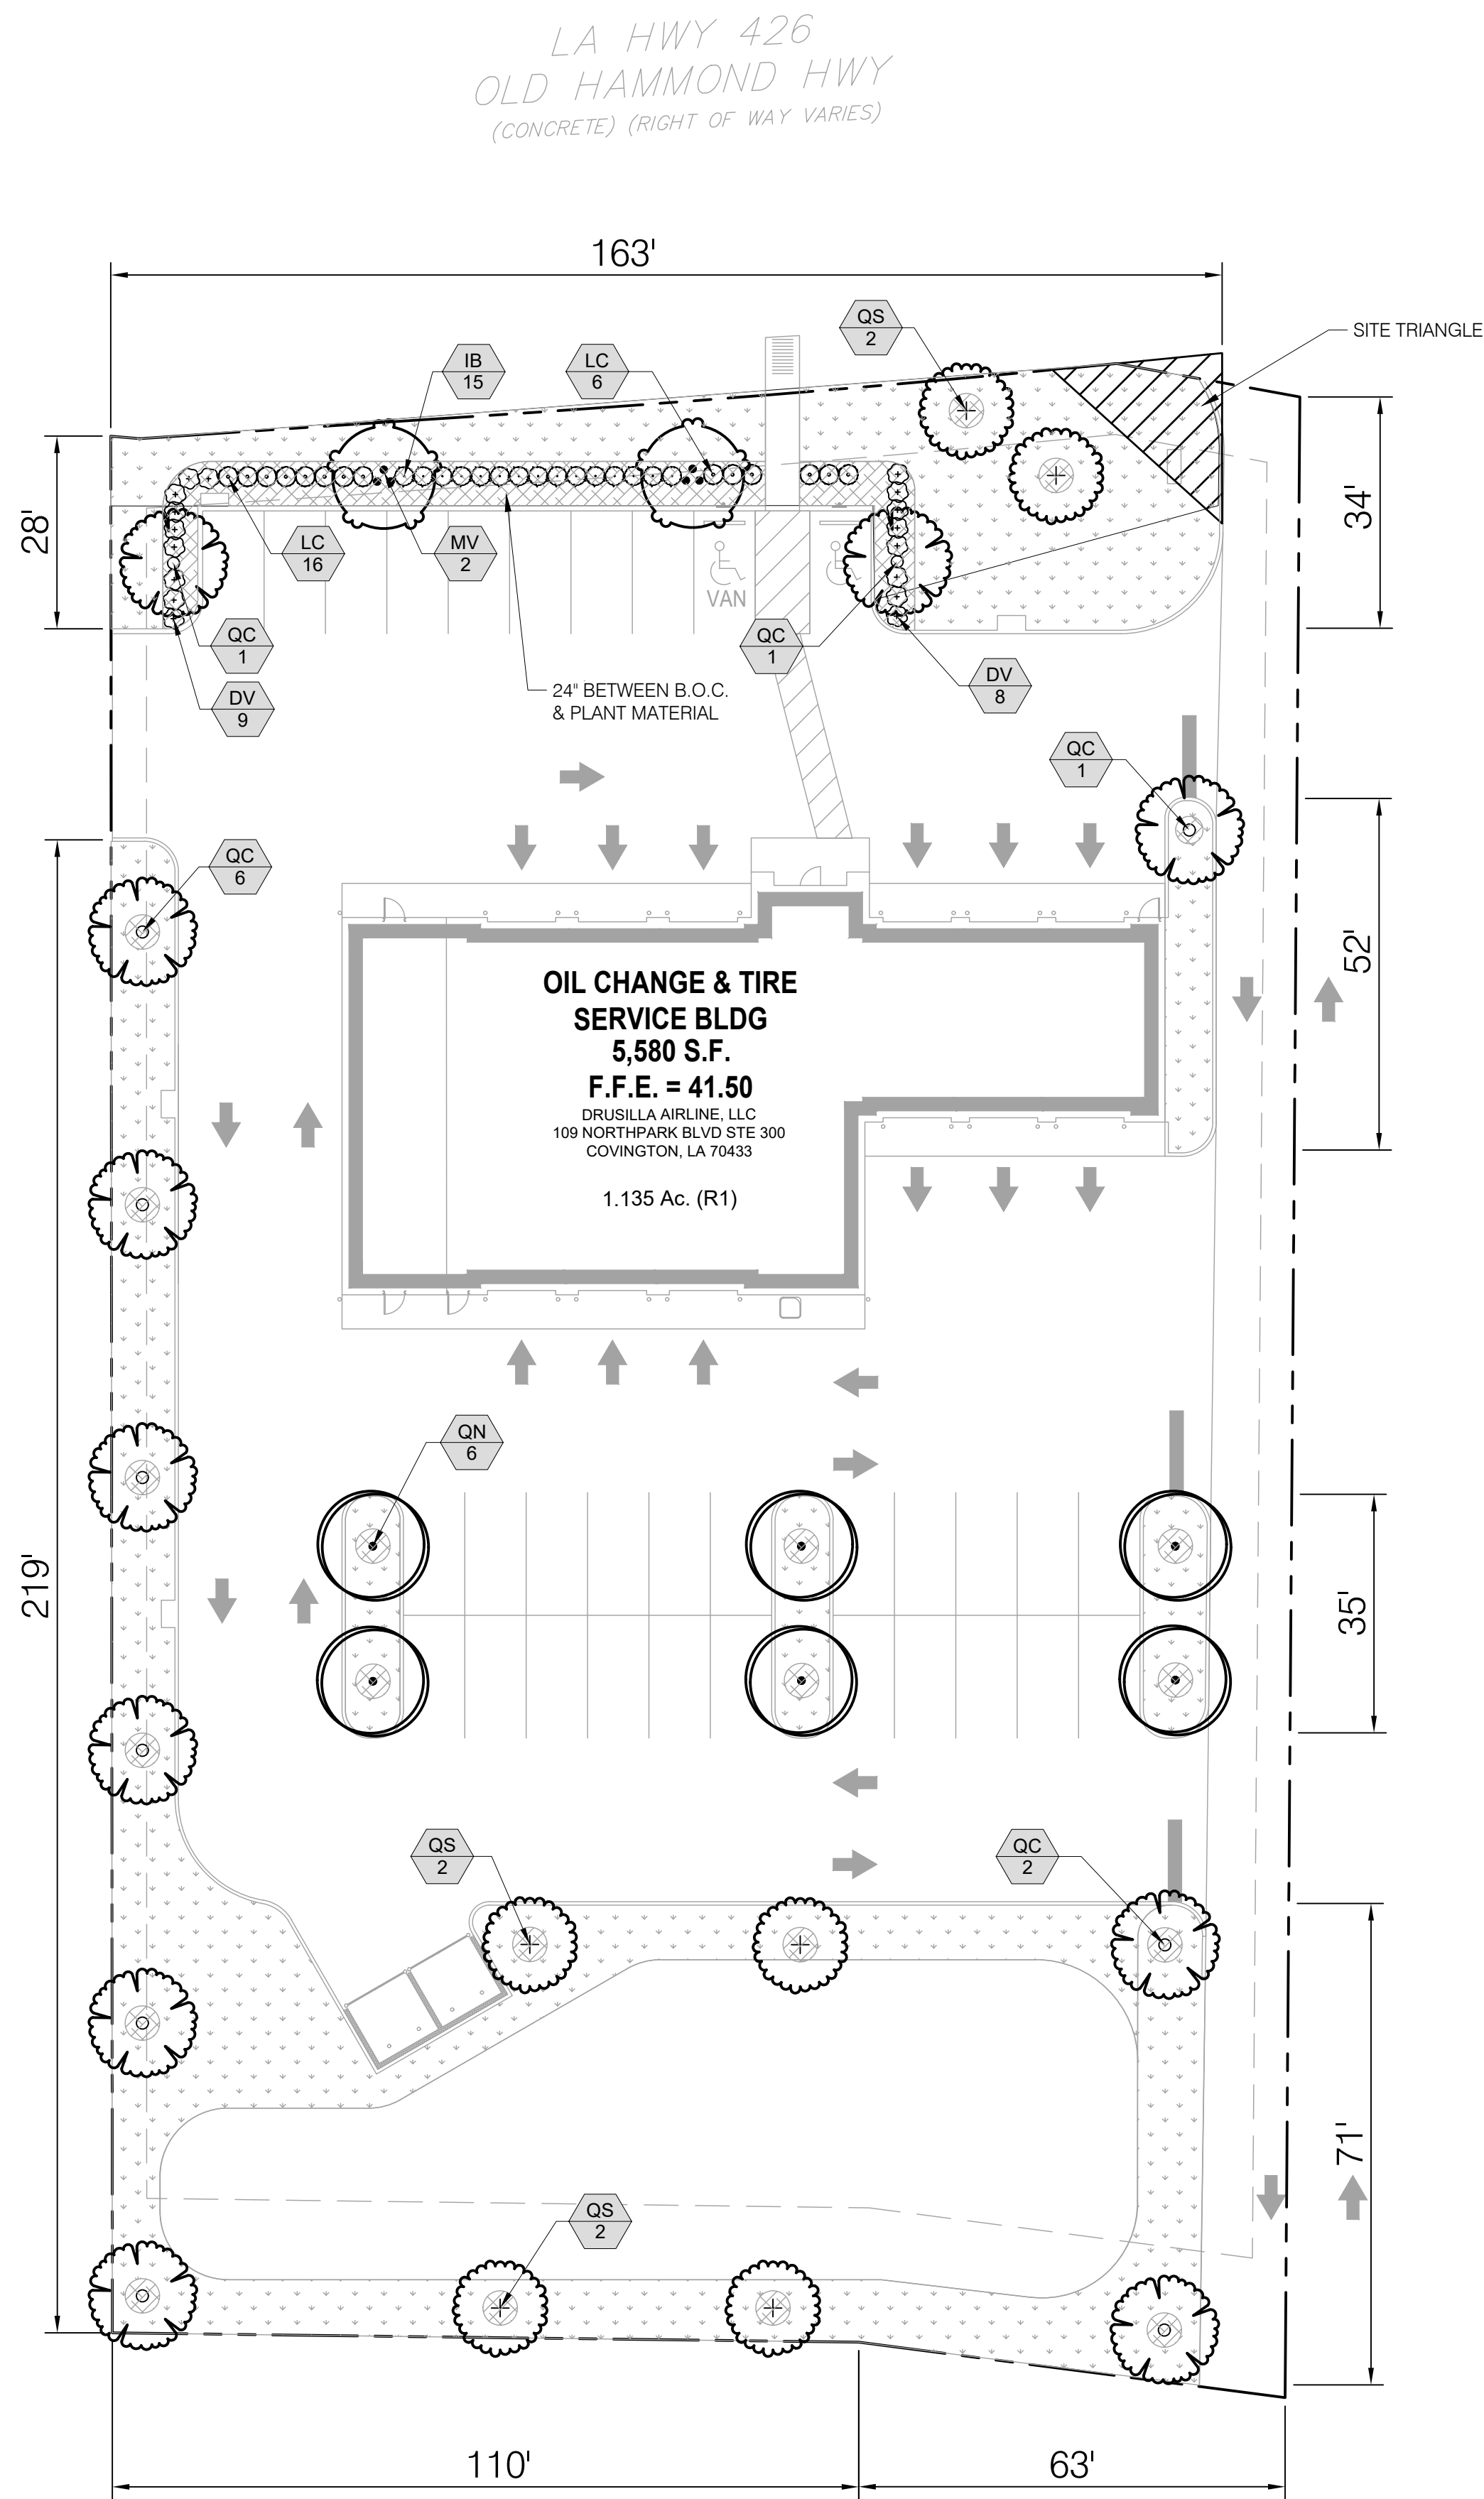 LA HWY 426
OLD HAMMOND HWY
(CONCRETE) (RIGHT OF WAY VARIES)
163'
QS
2
SITE TRIANGLE
IB
15
LC
6
28'
34'
LC
16
MV
2
VAN
QC
1
QC
1
DV
9
DV
8
24" BETWEEN B.O.C.
& PLANT MATERIAL
QC
1
QC
6
52'
OIL CHANGE & TIRE
SERVICE BLDG
5,580 S.F.
F.F.E. = 41.50
DRUSILLA AIRLINE, LLC
109 NORTHPARK BLVD STE 300
COVINGTON, LA 70433
1.135 Ac. (R1)
QN
6
219'
35'
QS
2
QC
2
71'
QS
2
110'
63'